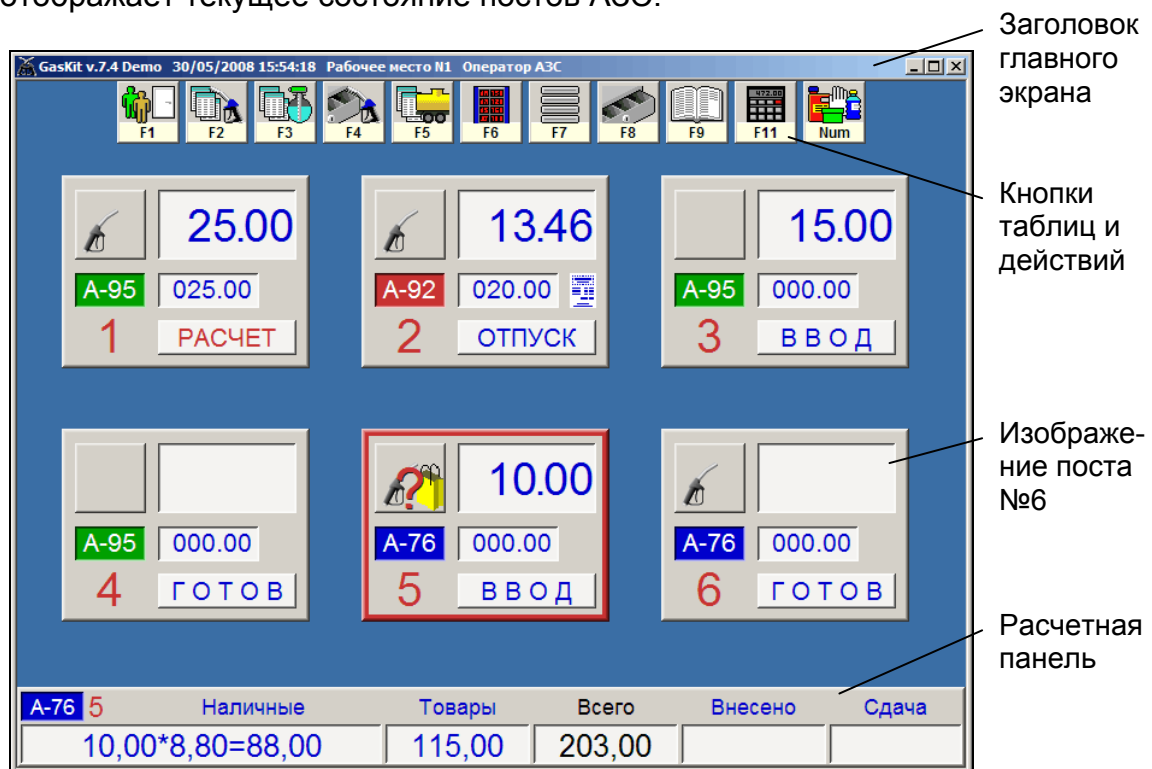 отображает текущее состояние постов АЗС.
Заголовок
главного
экрана
GasKit v.7.4 Demo 30/05/2008 15:54:18 Рабочее место N1 Оператор АЗС
F1 F2 F3 F4 F5 F6 F7 F8 F9 F11 Num
472.00
Кнопки
таблиц и
действий
25.00
А-95 025.00
1 РАСЧЕТ
13.46
А-92 020.00
2 ОТПУСК
15.00
А-95 000.00
3 В В О Д
А-95 000.00
4 Г О Т О В
?
10.00
А-76 000.00
5 В В О Д
А-76 000.00
6 Г О Т О В
Изображе-
ние поста
№6
Расчетная
панель
А-76 5 Наличные Товары Всего Внесено Сдача
10,00*8,80=88,00 115,00 203,00